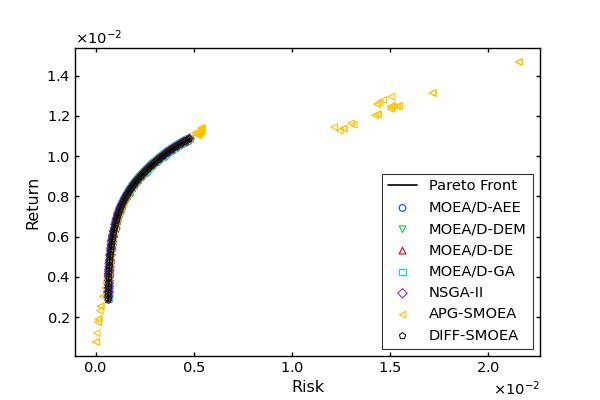 ×10⁻²
1.4
1.2
1.0
0.8
0.6
0.4
0.2
Return
Pareto Front
MOEA/D-AEE
MOEA/D-DEM
MOEA/D-DE
MOEA/D-GA
NSGA-II
APG-SMOEA
DIFF-SMOEA
0.0 0.5 1.0 1.5 2.0
Risk
×10⁻²